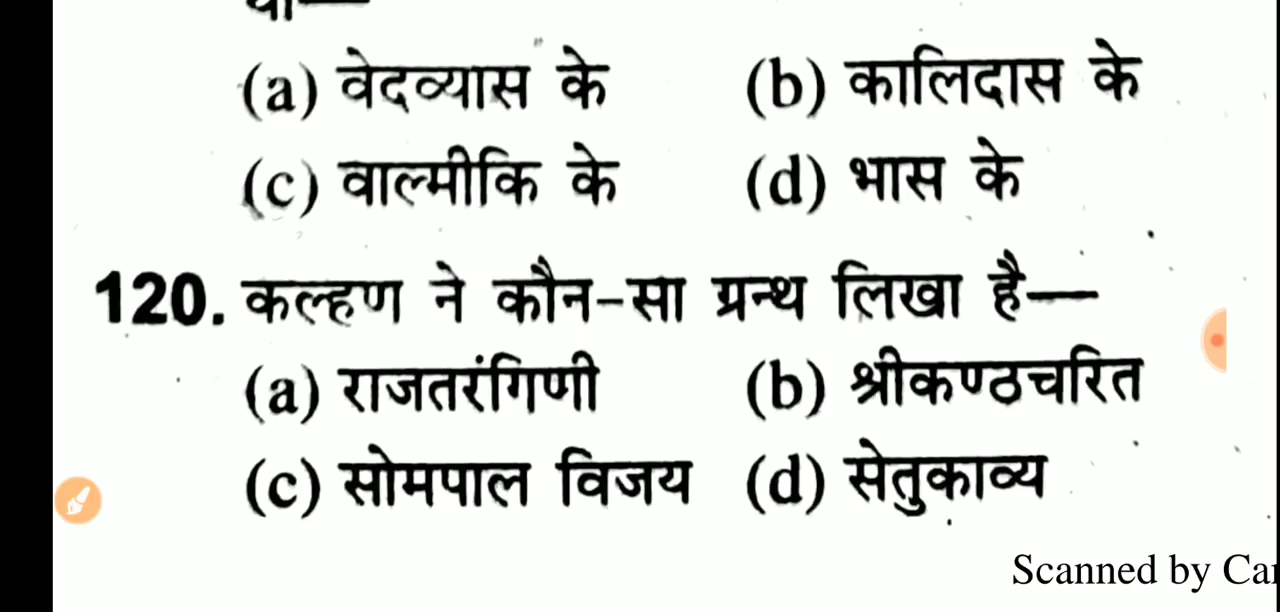 (a) वेदव्यास के (b) कालिदास के
(c) वाल्मीकि के (d) भास के
120. कल्हण ने कौन-सा ग्रन्थ लिखा है—
(a) राजतरंगिणी (b) श्रीकण्ठचरित
(c) सोमपाल विजय (d) सेतुकाव्य
Scanned by